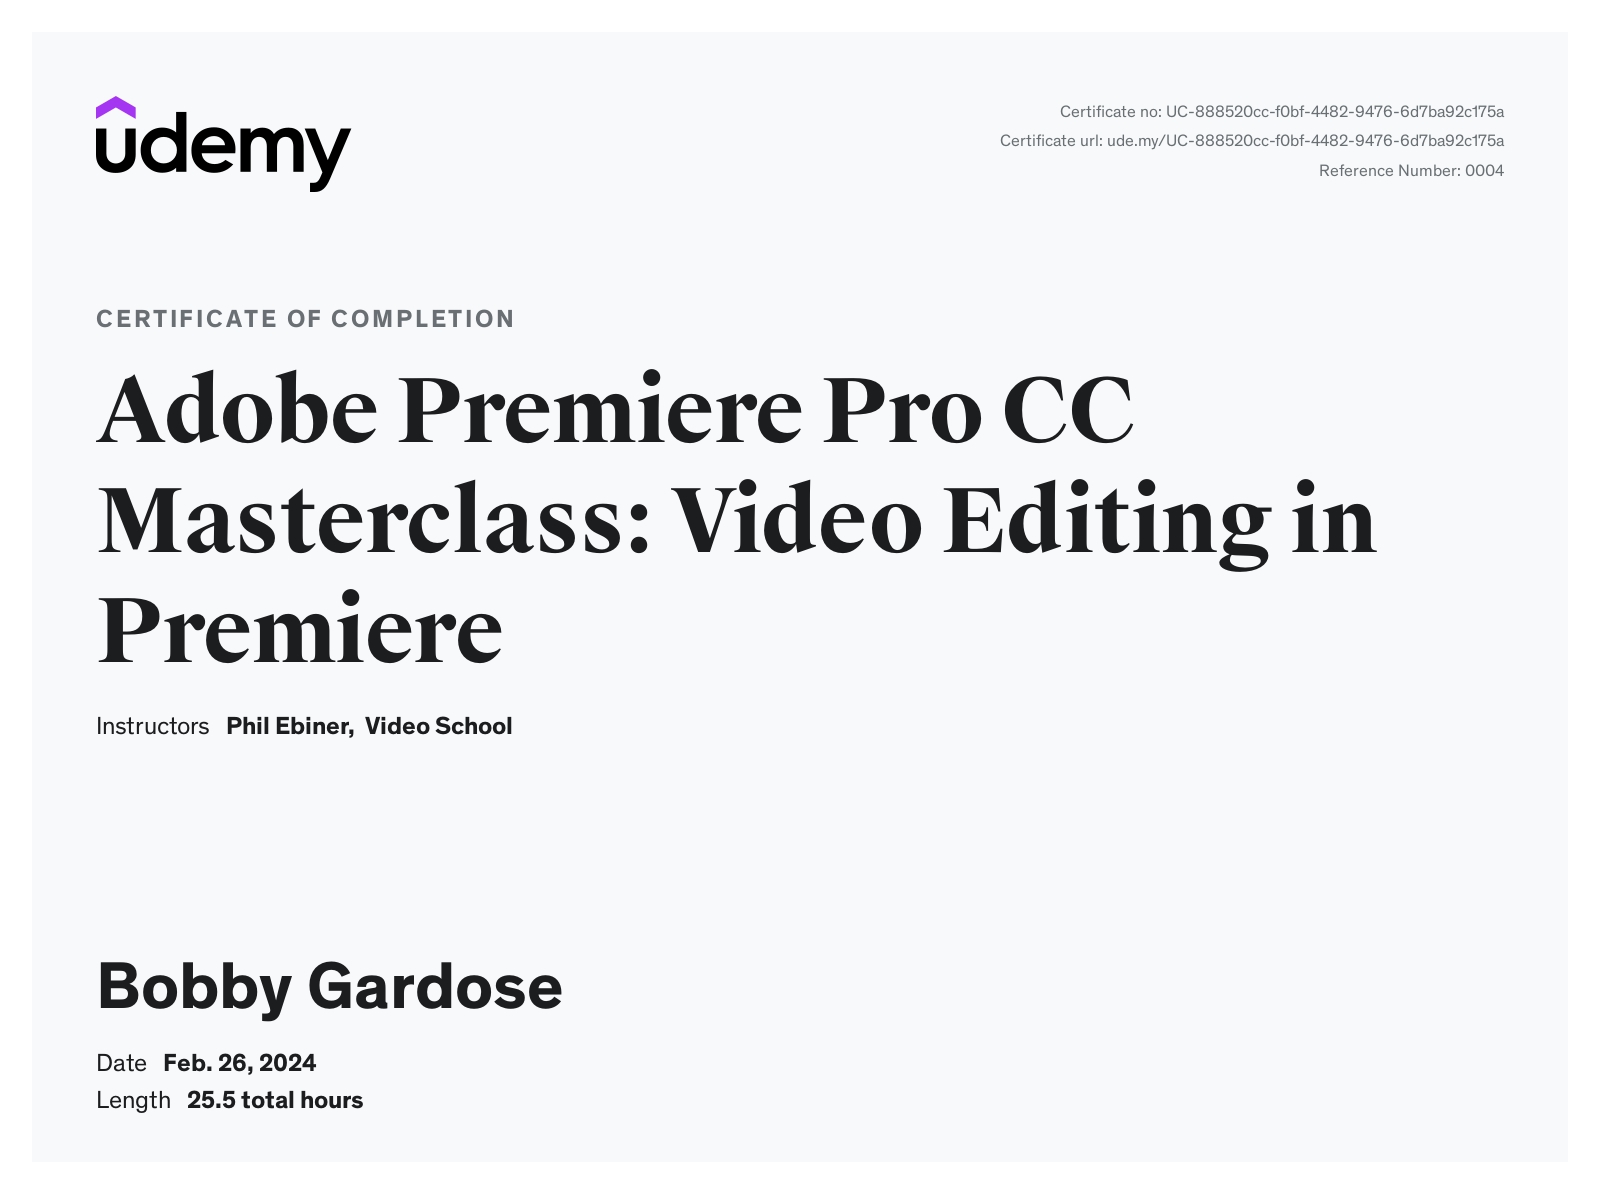 udemy
Certificate no: UC-888520cc-f0bf-4482-9476-6d7ba92c175a
Certificate url: ude.my/UC-888520cc-f0bf-4482-9476-6d7ba92c175a
Reference Number: 0004
CERTIFICATE OF COMPLETION
Adobe Premiere Pro CC
Masterclass: Video Editing in
Premiere
Instructors Phil Ebiner, Video School
Bobby Gardose
Date Feb. 26, 2024
Length 25.5 total hours